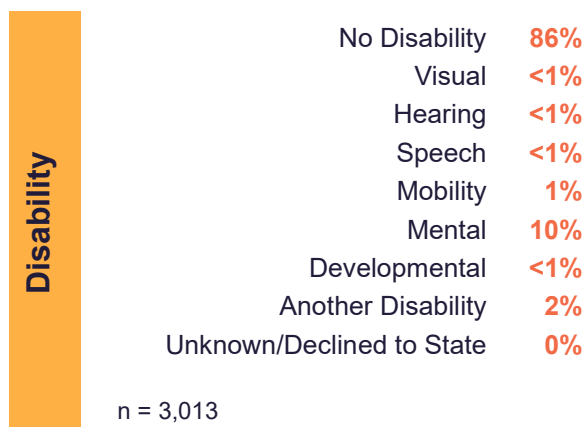 Disability
No Disability 86%
Visual <1%
Hearing <1%
Speech <1%
Mobility 1%
Mental 10%
Developmental <1%
Another Disability 2%
Unknown/Declined to State 0%
n = 3,013